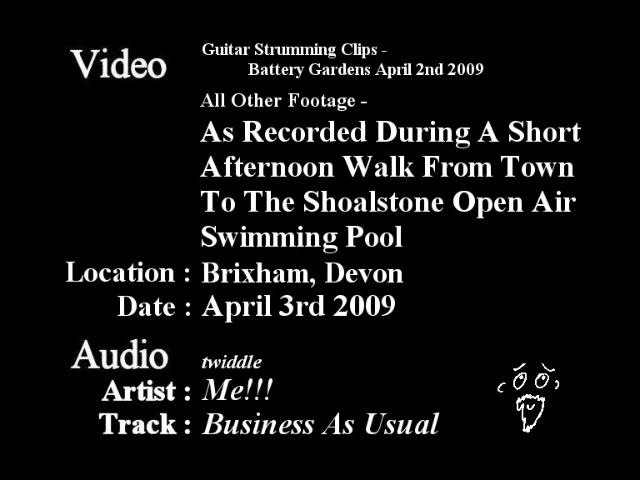 Video
Guitar Strumming Clips -
Battery Gardens April 2nd 2009
All Other Footage -
As Recorded During A Short
Afternoon Walk From Town
To The Shoalstone Open Air
Swimming Pool
Location : Brixham, Devon
Date : April 3rd 2009
Audio twiddle
Artist : Me!!!
Track : Business As Usual